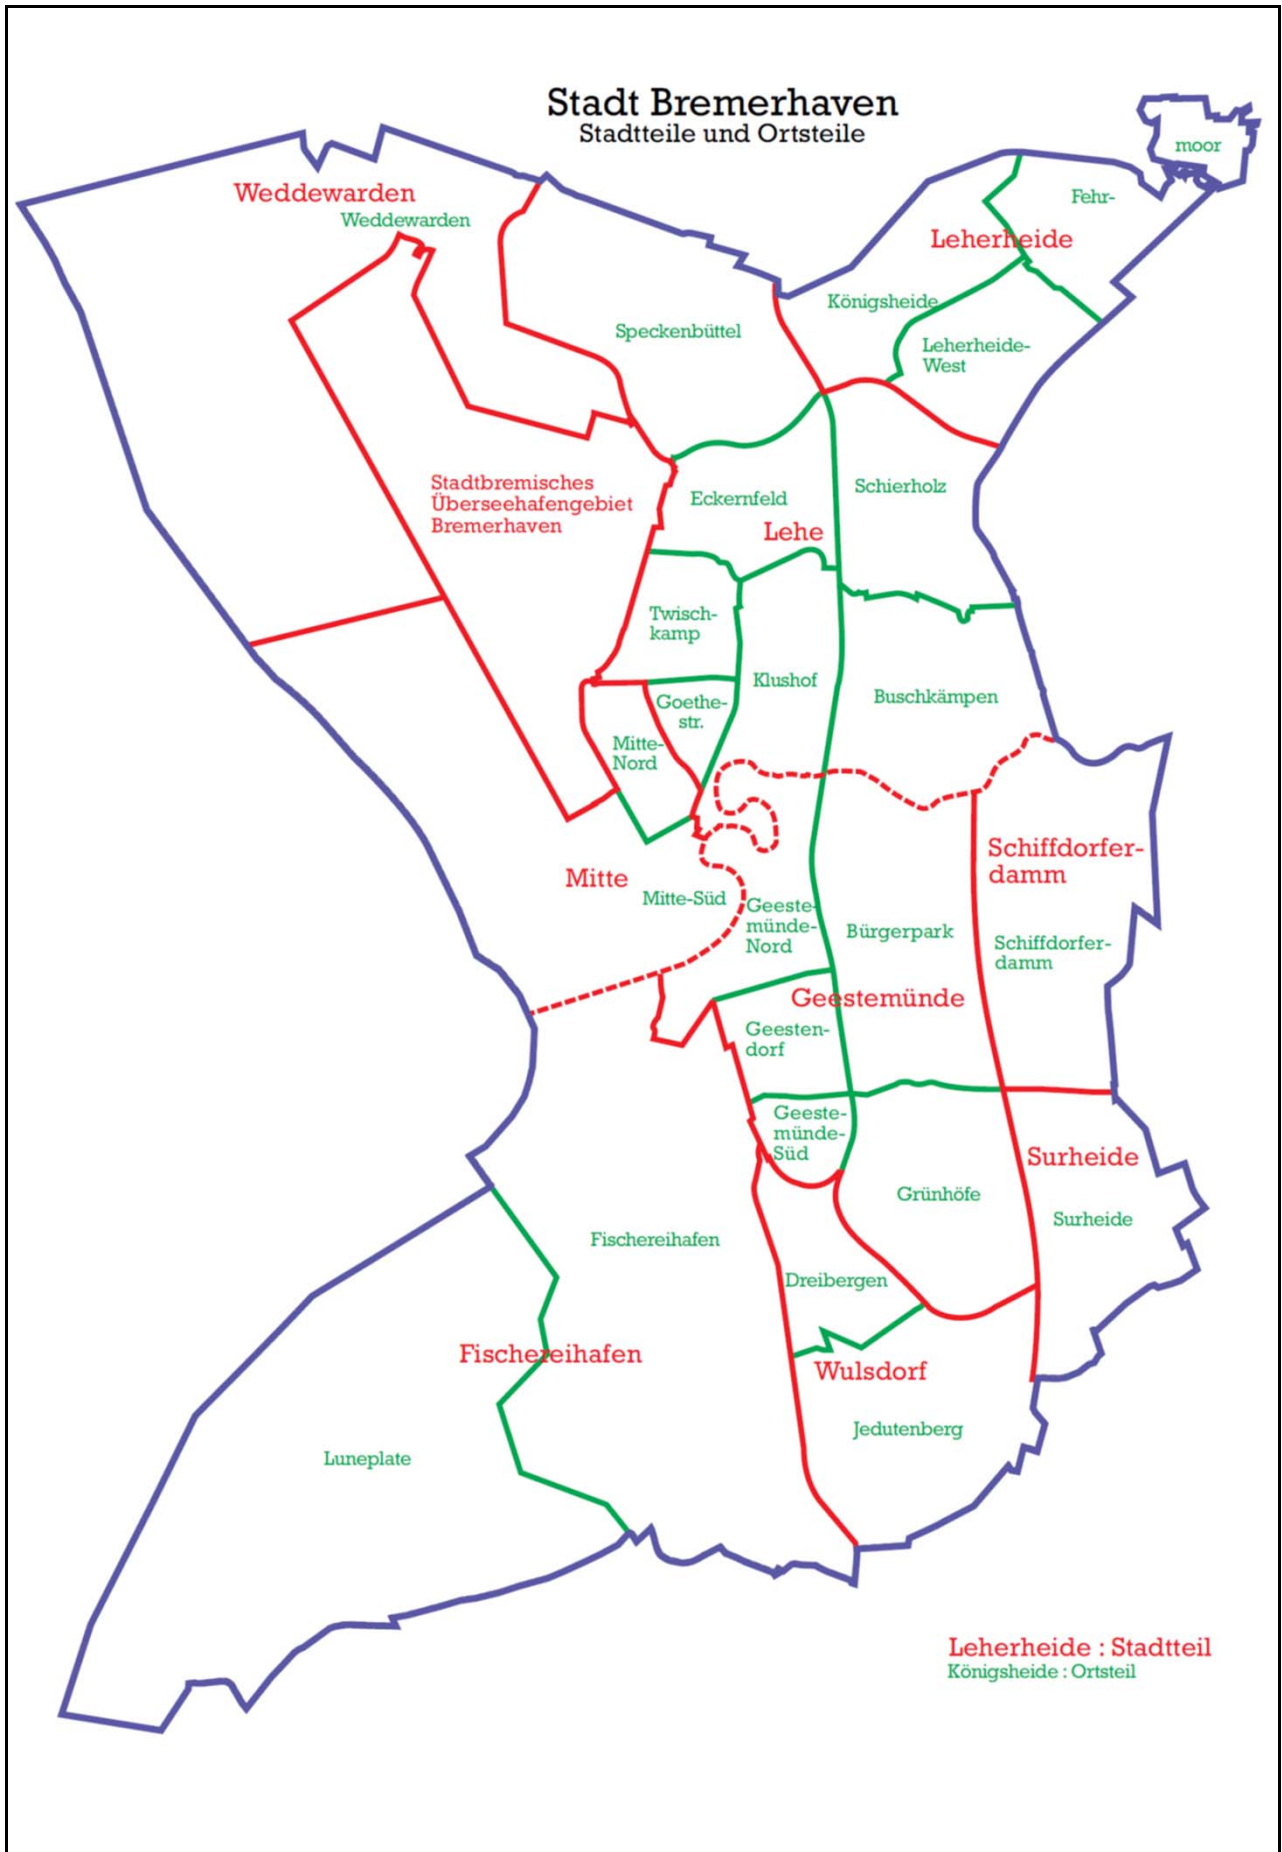 Stadt Bremerhaven
Stadtteile und Ortsteile
moor
Weddewarden
Weddewarden
Fehr-
Leherheide
Königsheide
Speckenbüttel
Leherheide-
West
Stadtbremisches
Überseehafengebiet
Bremerhaven
Eckernfeld
Schierholz
Lehe
Twisch-
kamp
Klushof
Buschkämpen
Goethe-
str.
Mitte-
Nord
Schiffdorfer-
damm
Mitte
Mitte-Süd
Geeste-
münde-
Nord
Bürgerpark
Schiffdorfer-
damm
Geestemünde
Geesten-
dorf
Geeste-
münde-
Süd
Surheide
Grünhöfe
Surheide
Fischereihafen
Dreibergen
Fischereihafen
Wulsdorf
Jedutenberg
Luneplate
Leherheide : Stadtteil
Königsheide : Ortsteil